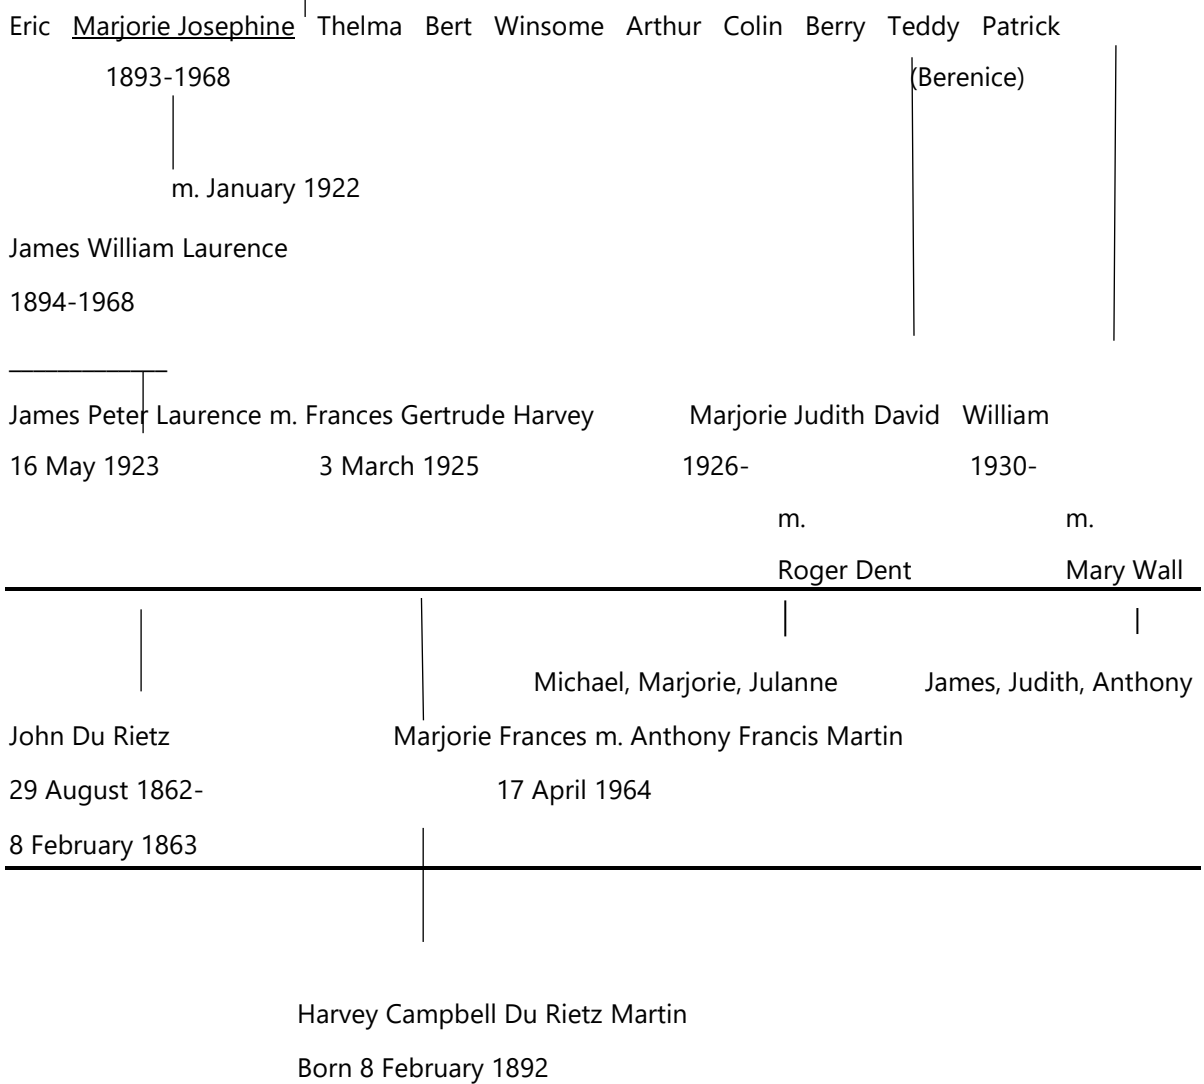 Eric Marjorie Josephine Thelma Bert Winsome Arthur Colin Berry Teddy Patrick
1893-1968 (Berenice)
m. January 1922
James William Laurence
1894-1968
James Peter Laurence m. Frances Gertrude Harvey Marjorie Judith David William
16 May 1923 3 March 1925 1926- 1930-
m. m.
Roger Dent Mary Wall
Michael, Marjorie, Julanne James, Judith, Anthony
John Du Rietz Marjorie Frances m. Anthony Francis Martin
29 August 1862- 17 April 1964
8 February 1863
Harvey Campbell Du Rietz Martin
Born 8 February 1892